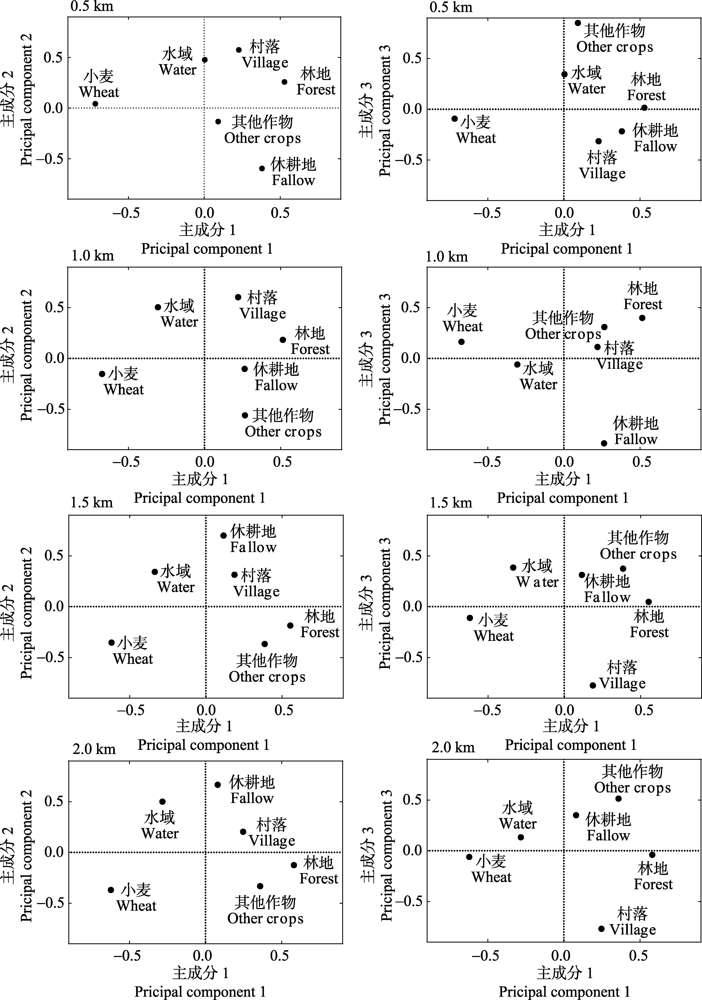 0.5 km
主成分 2
Pricipal component 2
0.5
0.0
–0.5
小麦
Wheat
水域
Water
村落
Village
林地
Forest
其他作物
Other crops
休耕地
Fallow
–0.5
0.0
0.5
主成分 1
Pricipal component 1
0.5 km
主成分 3
Pricipal component 3
0.5
0.0
–0.5
其他作物
Other crops
水域
Water
林地
Forest
小麦
Wheat
休耕地
Fallow
村落
Village
–0.5
0.0
0.5
主成分 1
Pricipal component 1
1.0 km
主成分 2
Pricipal component 2
0.5
0.0
–0.5
水域
Water
村落
Village
林地
Forest
小麦
Wheat
休耕地
Fallow
其他作物
Other crops
–0.5
0.0
0.5
主成分 1
Pricipal component 1
1.0 km
主成分 3
Pricipal component 3
0.5
0.0
–0.5
林地
Forest
小麦
Wheat
其他作物
Other crops
村落
Village
水域
Water
休耕地
Fallow
–0.5
0.0
0.5
主成分 1
Pricipal component 1
1.5 km
主成分 2
Pricipal component 2
0.5
0.0
–0.5
休耕地
Fallow
水域
Water
村落
Village
林地
Forest
小麦
Wheat
其他作物
Other crops
–0.5
0.0
0.5
主成分 1
Pricipal component 1
1.5 km
主成分 3
Pricipal component 3
0.5
0.0
–0.5
其他作物
Other crops
水域
Water
休耕地
Fallow
小麦
Wheat
林地
Forest
村落
Village
–0.5
0.0
0.5
主成分 1
Pricipal component 1
2.0 km
主成分 2
Pricipal component 2
0.5
0.0
–0.5
休耕地
Fallow
水域
Water
村落
Village
林地
Forest
小麦
Wheat
其他作物
Other crops
–0.5
0.0
0.5
主成分 1
Pricipal component 1
2.0 km
主成分 3
Pricipal component 3
0.5
0.0
–0.5
其他作物
Other crops
水域
Water
休耕地
Fallow
小麦
Wheat
林地
Forest
村落
Village
–0.5
0.0
0.5
主成分 1
Pricipal component 1